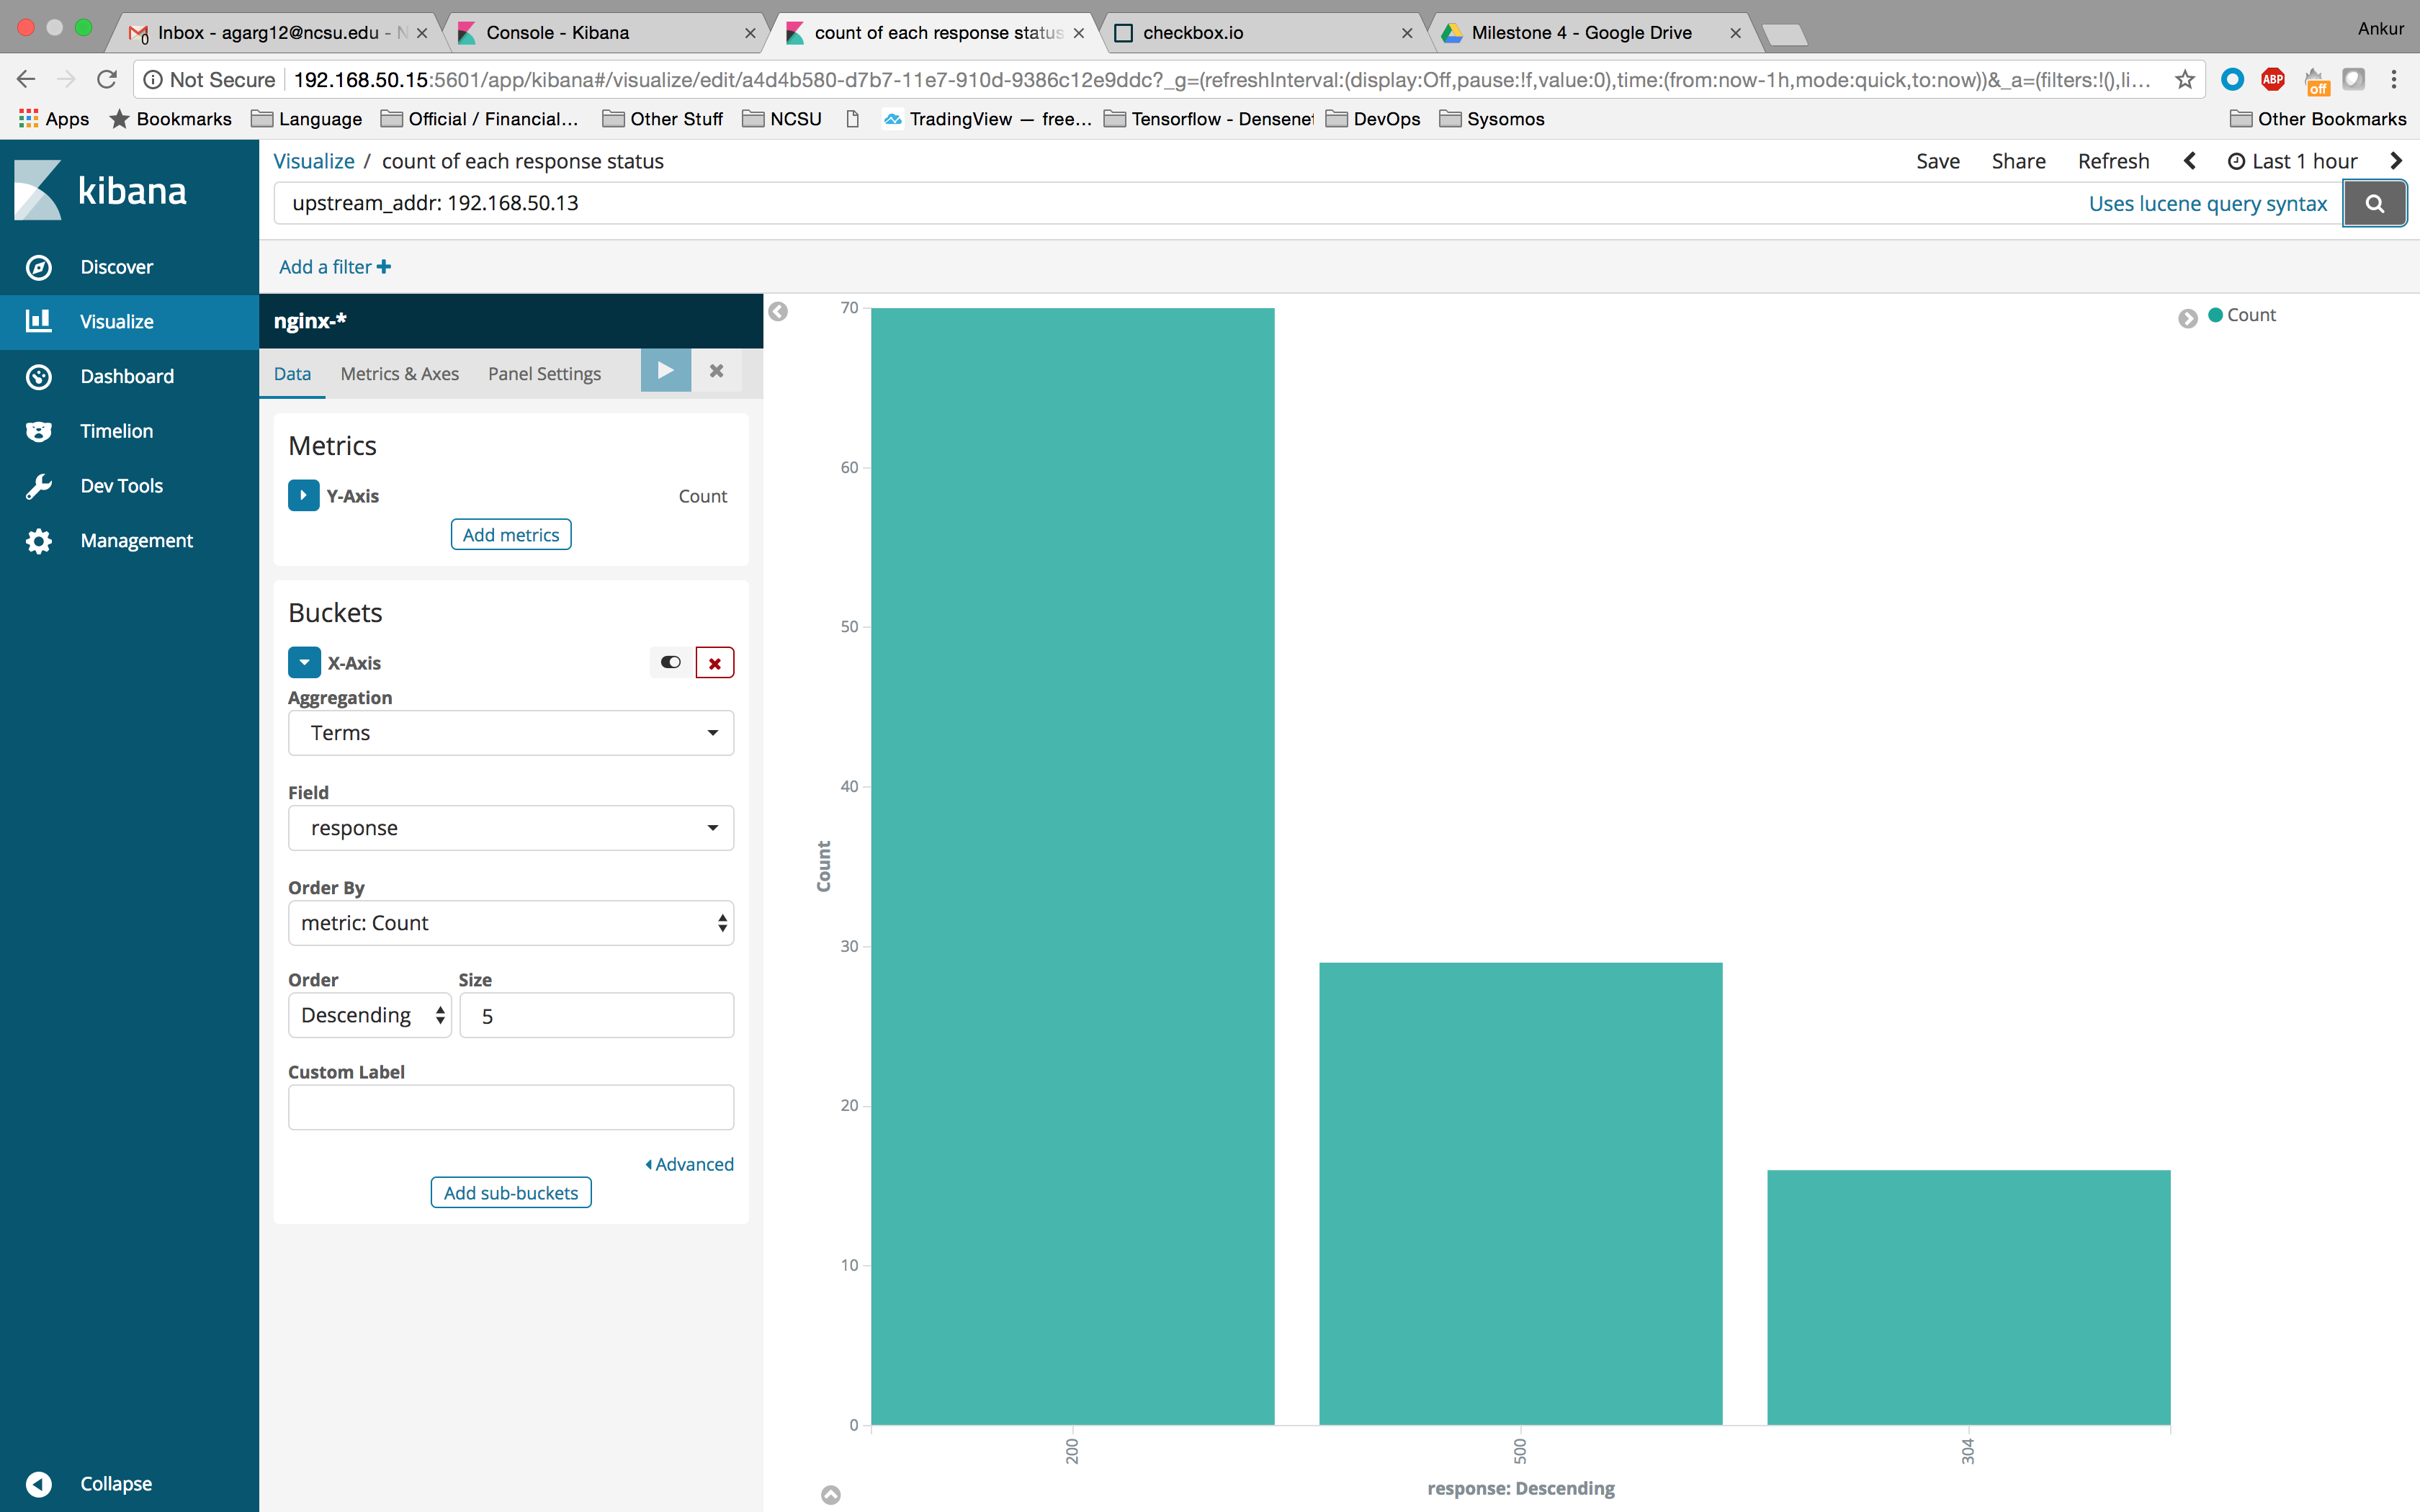 Inbox - agarg12@ncsu.edu - N
Console - Kibana
count of each response status
checkbox.io
Milestone 4 - Google Drive
Ankur
Not Secure 192.168.50.15:5601/app/kibana#/visualize/edit/a4d4b580-d7b7-11e7-910d-9386c12e9ddc?_g=(refreshInterval:(display:Off,pause:!f,value:0),time:(from:now-1h,mode:quick,to:now))&_a=(filters:!(),li...
ABP
off
Apps Bookmarks Language Official / Financial... Other Stuff NCSU TradingView — free... Tensorflow - Densenet DevOps Sysomos Other Bookmarks
kibana
Discover
Visualize
Dashboard
Timelion
Dev Tools
Management
Collapse
Visualize / count of each response status
Save Share Refresh Last 1 hour
upstream_addr: 192.168.50.13
Uses lucene query syntax
Add a filter +
nginx-*
Data Metrics & Axes Panel Settings
Metrics
Y-Axis Count
Add metrics
Buckets
X-Axis
Aggregation
Terms
Field
response
Order By
metric: Count
Order Size
Descending 5
Custom Label
Advanced
Add sub-buckets
Count
70
60
50
40
30
20
10
0
Count
200 500 304
response: Descending